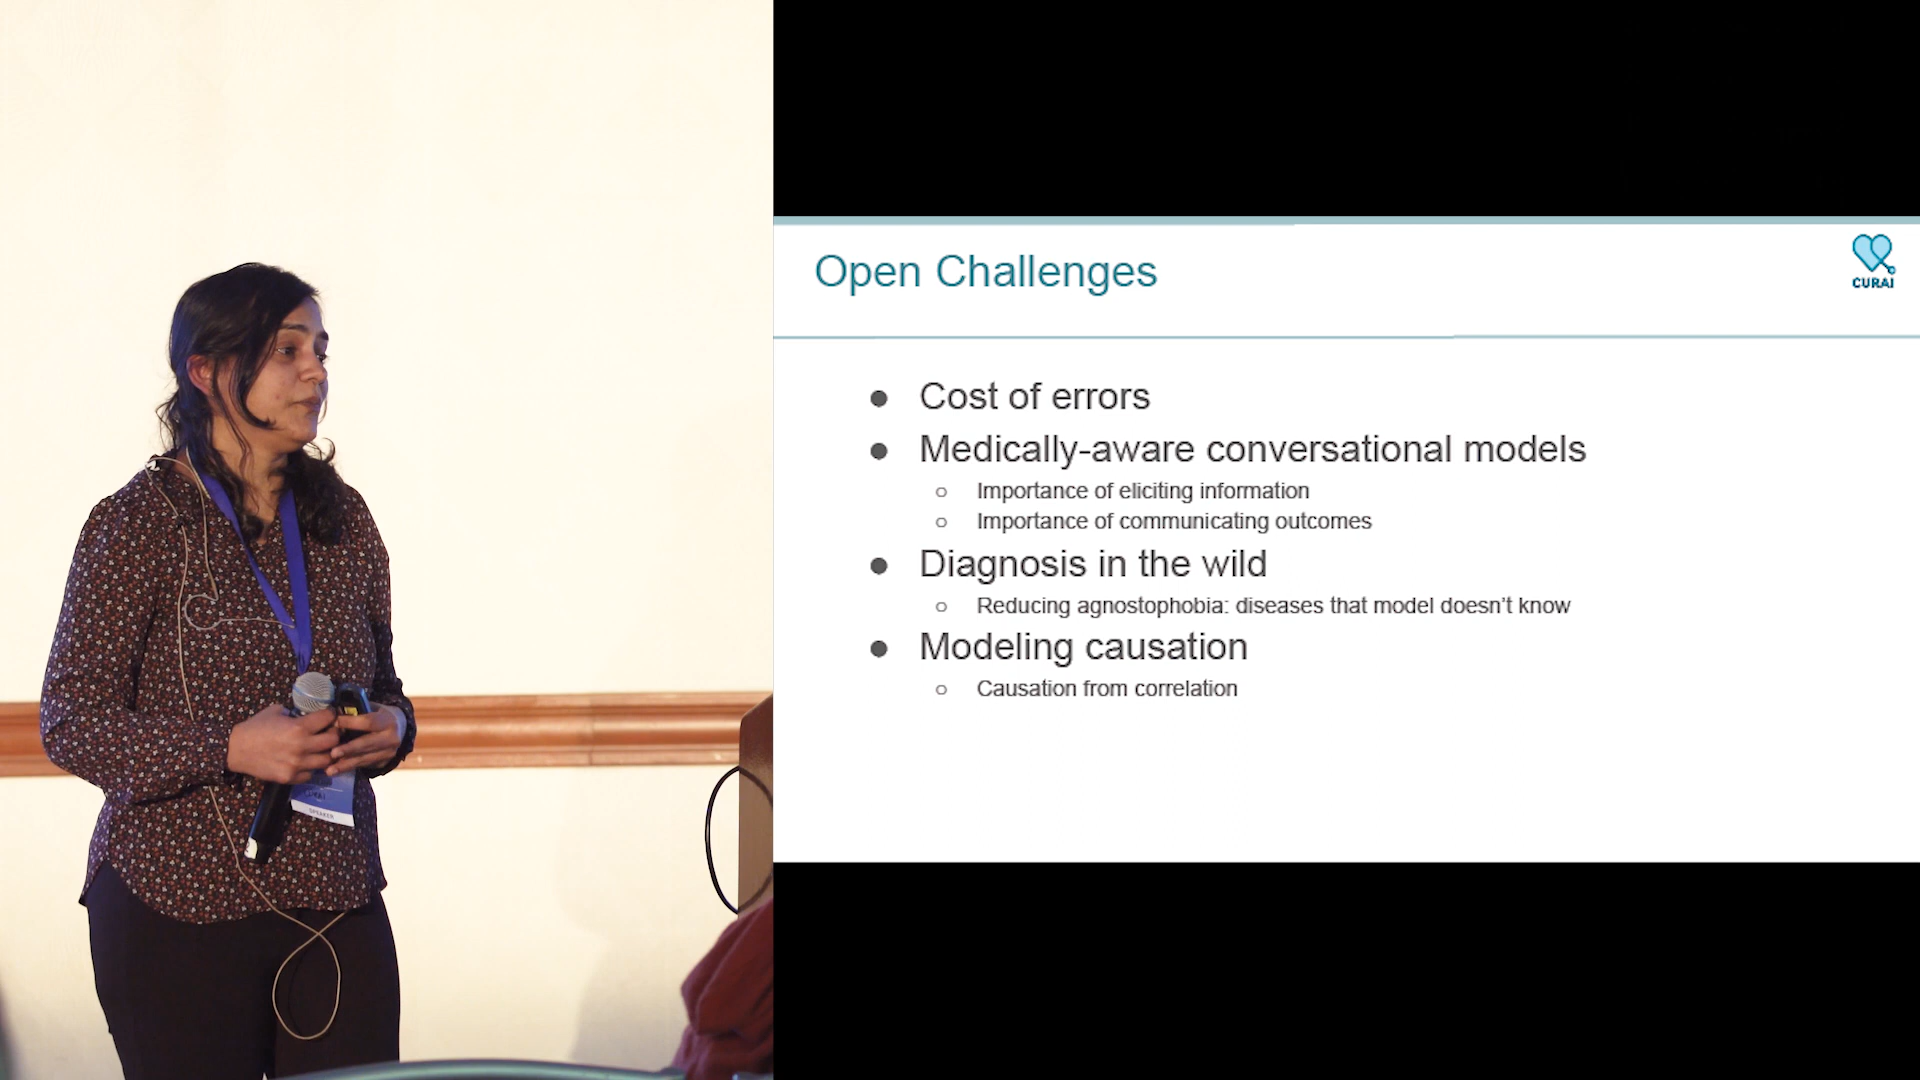 Open Challenges
CURAI
● Cost of errors
● Medically-aware conversational models
○ Importance of eliciting information
○ Importance of communicating outcomes
● Diagnosis in the wild
○ Reducing agnostophobia: diseases that model doesn't know
● Modeling causation
○ Causation from correlation
SPEAKER